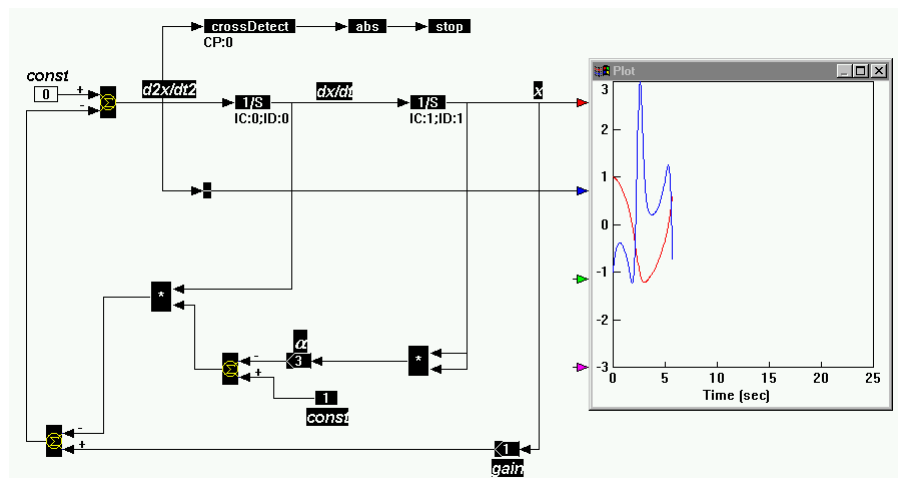 crossDetect
abs
stop
CP:0
const
0
+
-
Σ
d2x/dt2
1/S
IC:0;ID:0
dx/dt
1/S
IC:1;ID:1
x
Plot
3
2
1
0
-1
-2
-3
0 5 10 15 20 25
Time (sec)
*
α
-
3
*
Σ
+
1
const
-
Σ
+
1
gain